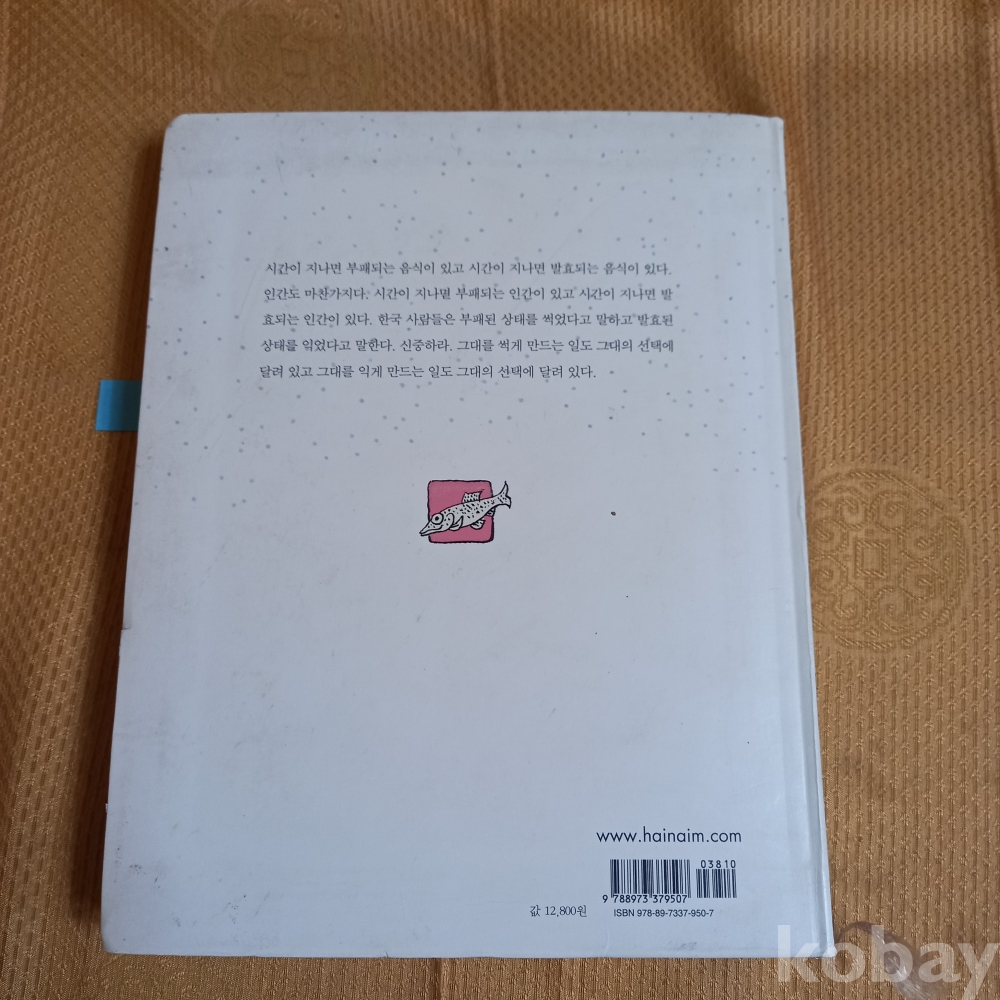 시간이 지나면 부패되는 음식이 있고 시간이 지나면 발효되는 음식이 있다.
인간도 마찬가지다. 시간이 지나면 부패되는 인간이 있고 시간이 지나면 발
효되는 인간이 있다. 한국 사람들은 부패된 상태를 썩었다고 말하고 발효된
상태를 익었다고 말한다. 신중하라. 그대를 썩게 만드는 일도 그대의 선택에
달려 있고 그대를 익게 만드는 일도 그대의 선택에 달려 있다.
www.hainaim.com
03810
9 788973 379507
값 12,800원
ISBN 978-89-7337-950-7
kobay